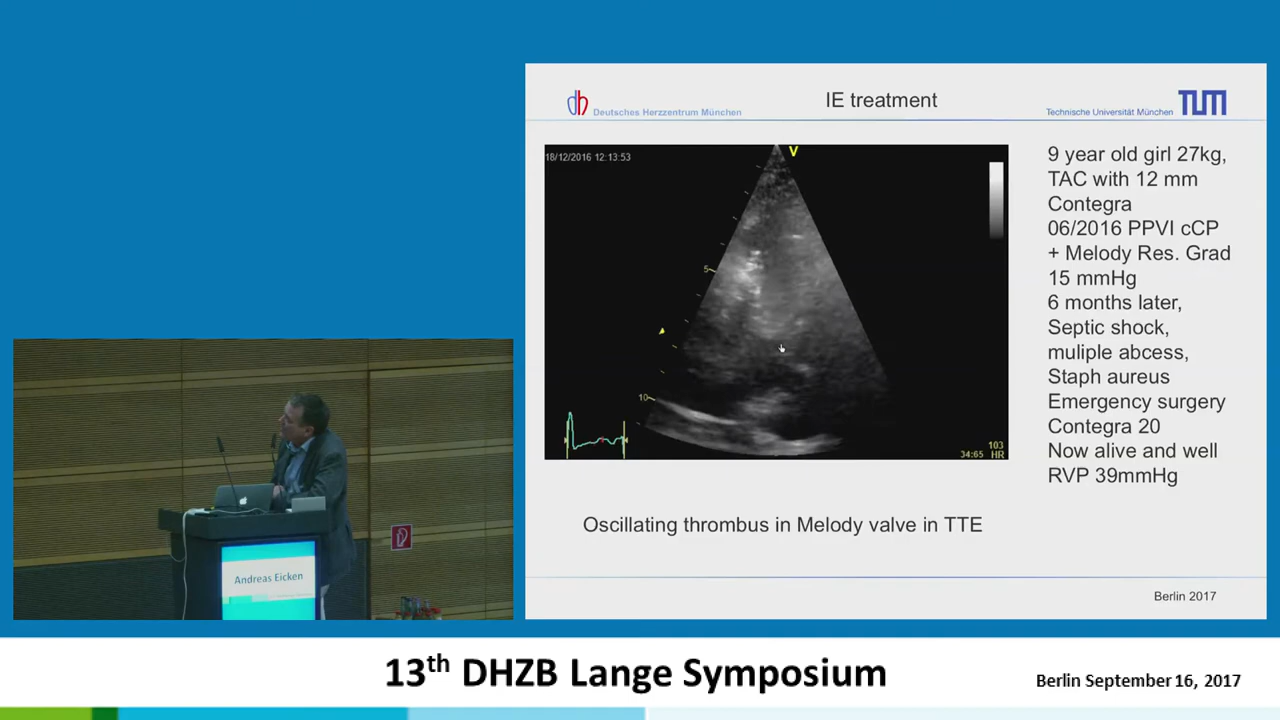 Deutsches Herzzentrum München
IE treatment
Technische Universität München
TUM
18/12/2016 12:13:53
V
5
10
103
34:65 HR
9 year old girl 27kg,
TAC with 12 mm
Contegra
06/2016 PPVI cCP
+ Melody Res. Grad
15 mmHg
6 months later,
Septic shock,
muliple abcess,
Staph aureus
Emergency surgery
Contegra 20
Now alive and well
RVP 39mmHg
Oscillating thrombus in Melody valve in TTE
Berlin 2017
Andreas Eicken
13th DHZB Lange Symposium
Berlin September 16, 2017